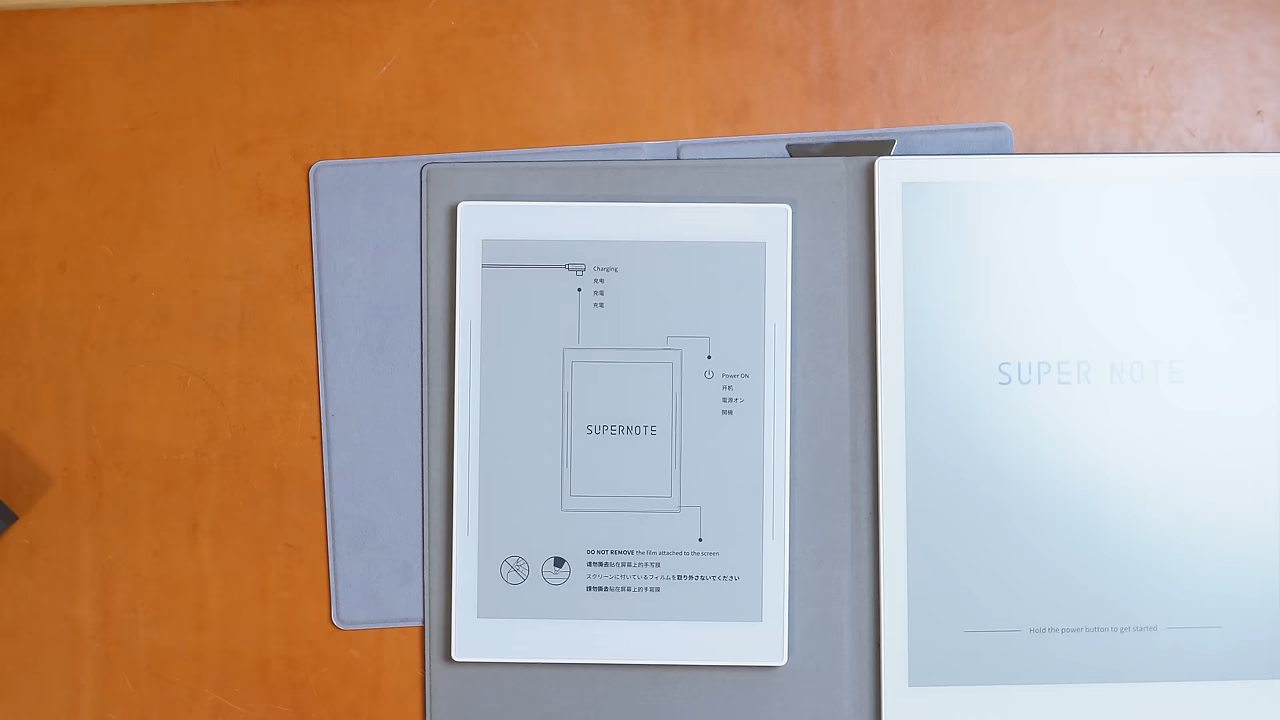 Charging
充电
充電
充電
Power ON
开机
電源オン
開機
SUPERNOTE
DO NOT REMOVE the film attached to the screen
请勿撕去贴在屏幕上的手写膜
スクリーンに付いているフィルムを取り外さないでください
請勿撕去貼在屏幕上的手寫膜
SUPER NOTE
Hold the power button to get started